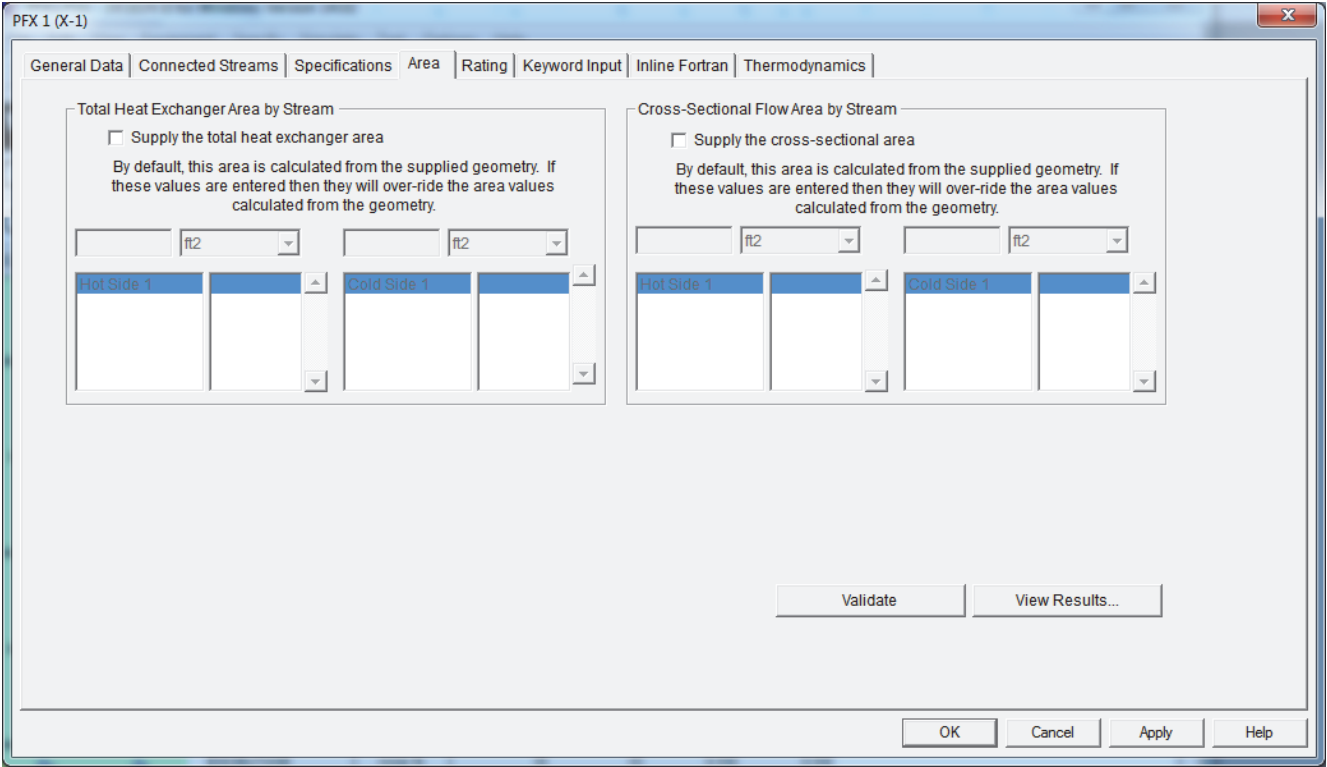 PFX 1 (X-1)
General Data Connected Streams Specifications Area Rating Keyword Input Inline Fortran Thermodynamics
Total Heat Exchanger Area by Stream
Supply the total heat exchanger area
By default, this area is calculated from the supplied geometry. If
these values are entered then they will over-ride the area values
calculated from the geometry.
ft2 ft2
Hot Side 1 Cold Side 1
Cross-Sectional Flow Area by Stream
Supply the cross-sectional area
By default, this area is calculated from the supplied geometry. If
these values are entered then they will over-ride the area values
calculated from the geometry.
ft2 ft2
Hot Side 1 Cold Side 1
Validate View Results...
OK Cancel Apply Help